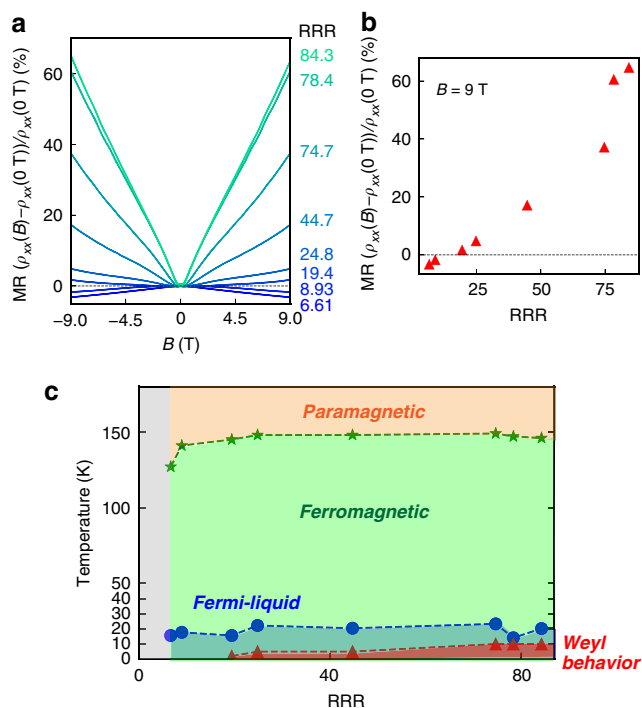 a
RRR
MR (ρxx(B)–ρxx(0 T))/ρxx(0 T) (%)
60
40
20
0
84.3
78.4
74.7
44.7
24.8
19.4
8.93
6.61
−9.0
−4.5
0
4.5
9.0
B (T)
b
MR (ρxx(B)–ρxx(0 T))/ρxx(0 T) (%)
B = 9 T
60
40
20
0
25
50
75
RRR
c
Temperature (K)
150
100
50
40
30
20
10
0
Paramagnetic
Ferromagnetic
Fermi-liquid
Weyl
behavior
0
40
80
RRR